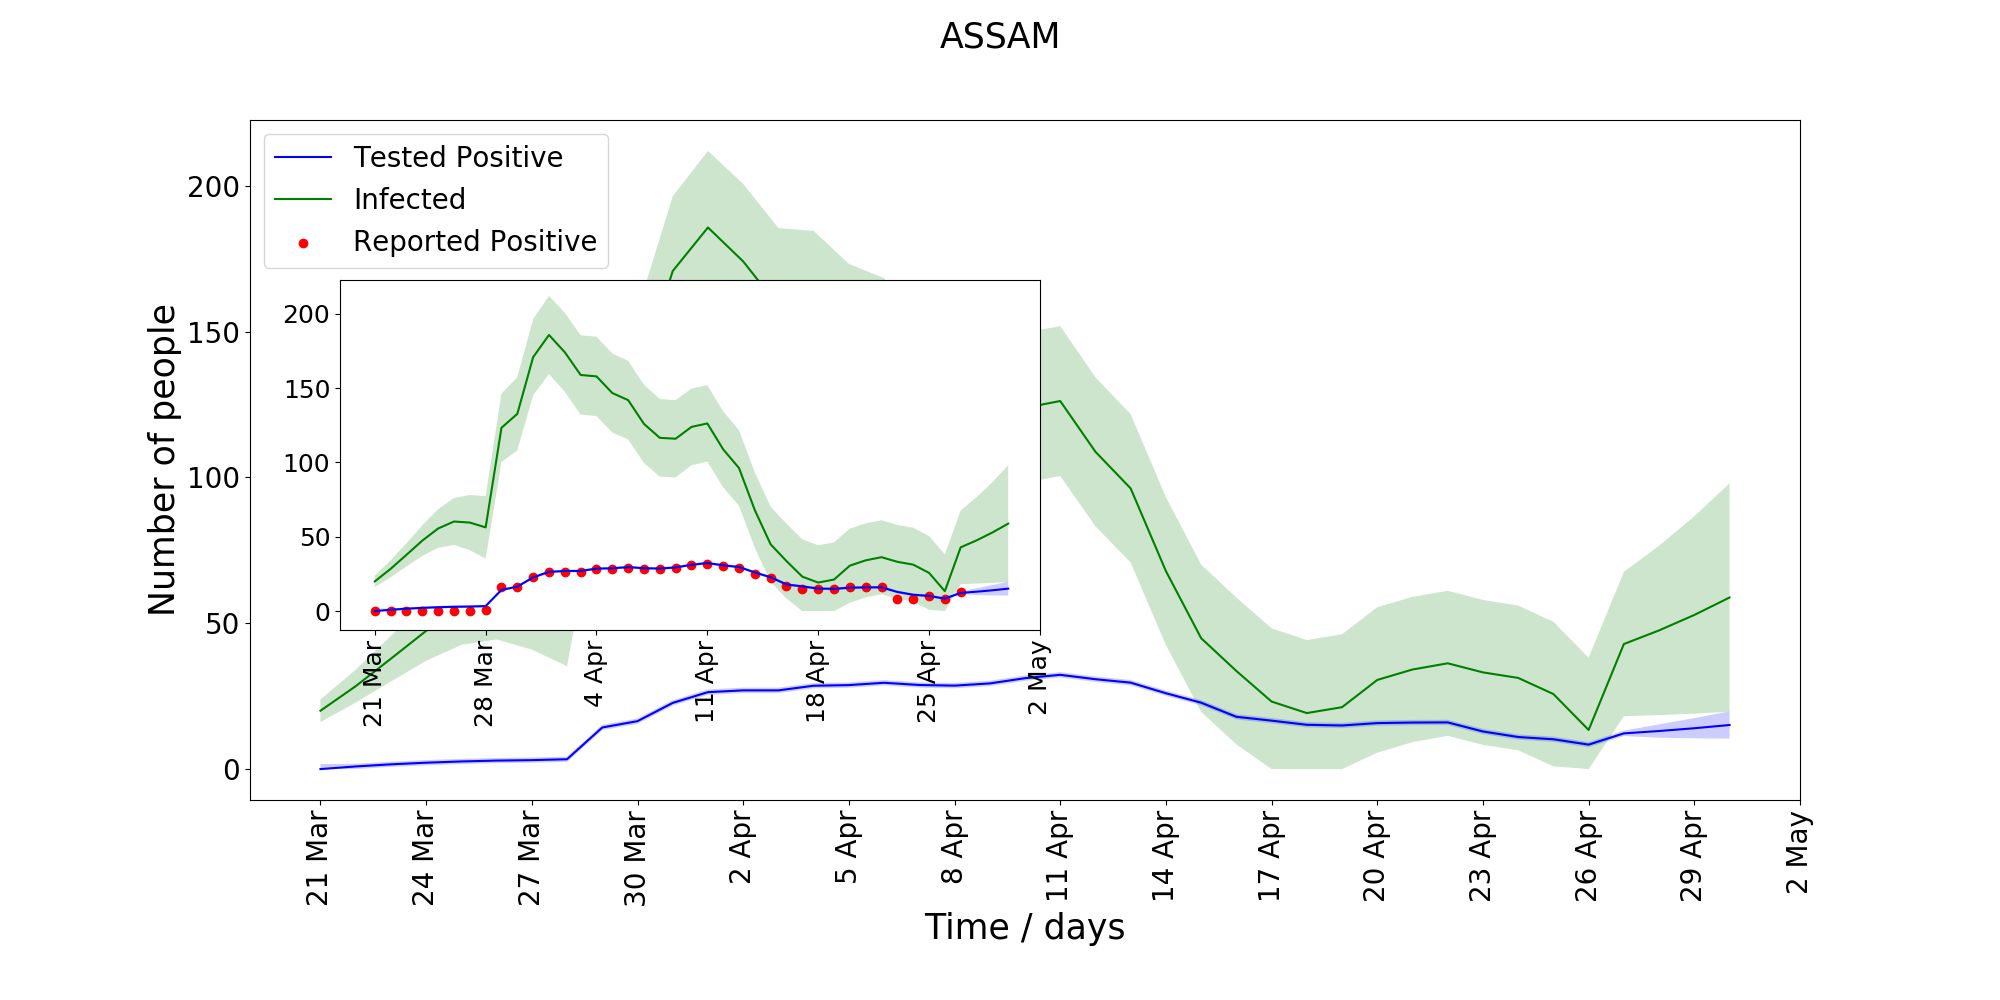 ASSAM
Tested Positive
Infected
Reported Positive
Number of people
200
150
100
50
0
200
150
100
50
0
21 Mar
28 Mar
4 Apr
11 Apr
18 Apr
25 Apr
2 May
21 Mar
24 Mar
27 Mar
30 Mar
2 Apr
5 Apr
8 Apr
11 Apr
14 Apr
17 Apr
20 Apr
23 Apr
26 Apr
29 Apr
2 May
Time / days